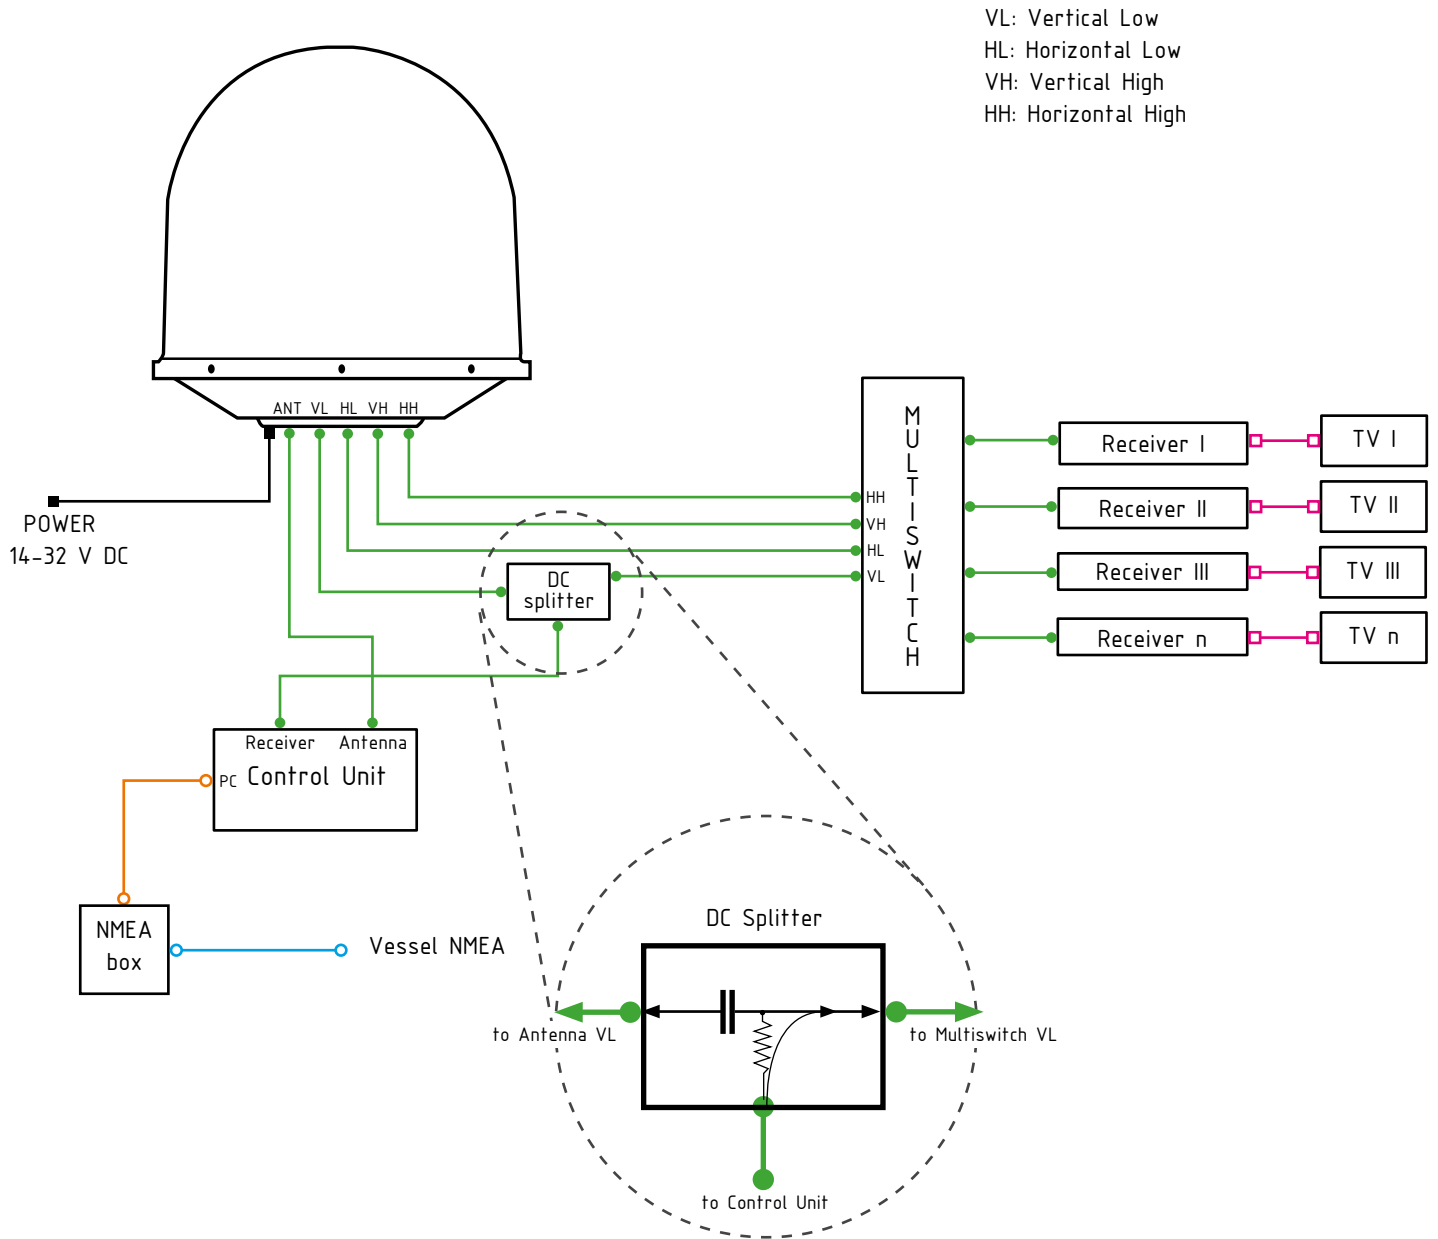 VL: Vertical Low
HL: Horizontal Low
VH: Vertical High
HH: Horizontal High
ANT VL HL VH HH
POWER
14-32 V DC
DC
splitter
HH
VH
HL
VL
MULTISWITCH
Receiver I
TV I
Receiver II
TV II
Receiver III
TV III
Receiver n
TV n
Receiver Antenna
PC Control Unit
NMEA
box
Vessel NMEA
DC Splitter
to Antenna VL
to Multiswitch VL
to Control Unit